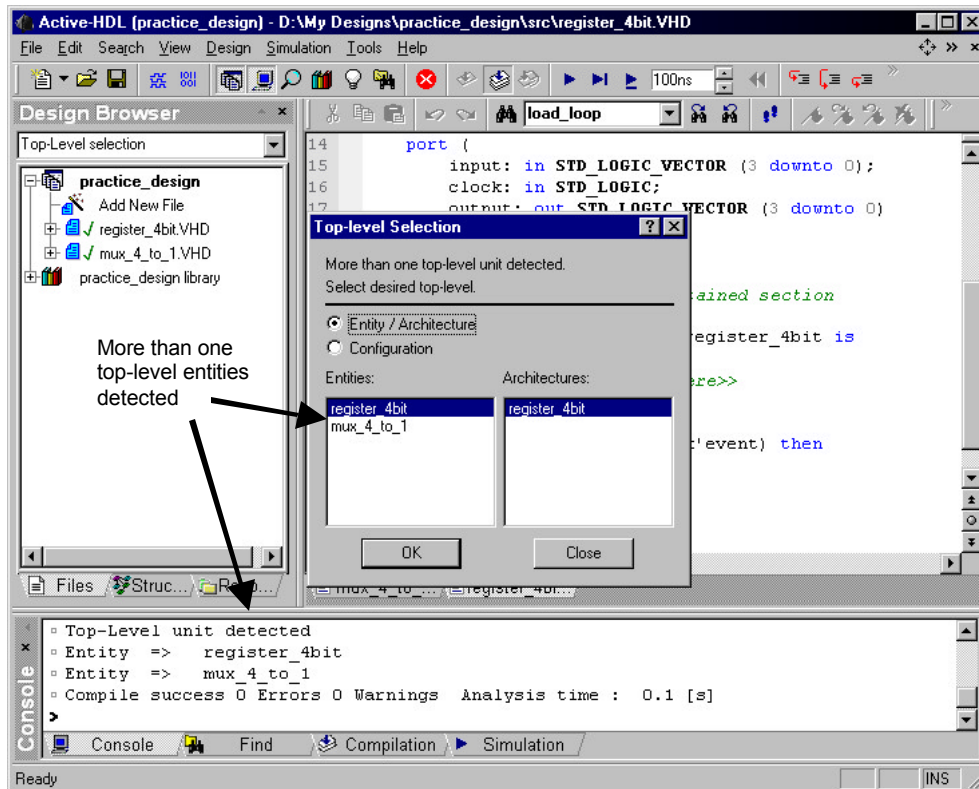 Active-HDL (practice_design) - D:\My Designs\practice_design\src\register_4bit.VHD
File Edit Search View Design Simulation Tools Help
100ns
Design Browser
load_loop
Top-Level selection
practice_design
Add New File
register_4bit.VHD
mux_4_to_1.VHD
practice_design library
14 port (
15 input: in STD_LOGIC_VECTOR (3 downto 0);
16 clock: in STD_LOGIC;
17 output: out STD_LOGIC_VECTOR (3 downto 0)
ained section
register_4bit is
ere>>
'event) then
Top-level Selection
More than one top-level unit detected.
Select desired top-level.
Entity / Architecture
Configuration
Entities:
Architectures:
register_4bit
mux_4_to_1
register_4bit
OK
Close
More than one
top-level entities
detected
Files
Struc...
Reso...
mux_4_to_...
register_4bi...
Top-Level unit detected
Entity => register_4bit
Entity => mux_4_to_1
Compile success 0 Errors 0 Warnings Analysis time : 0.1 [s]
>
Console
Console
Find
Compilation
Simulation
Ready
INS